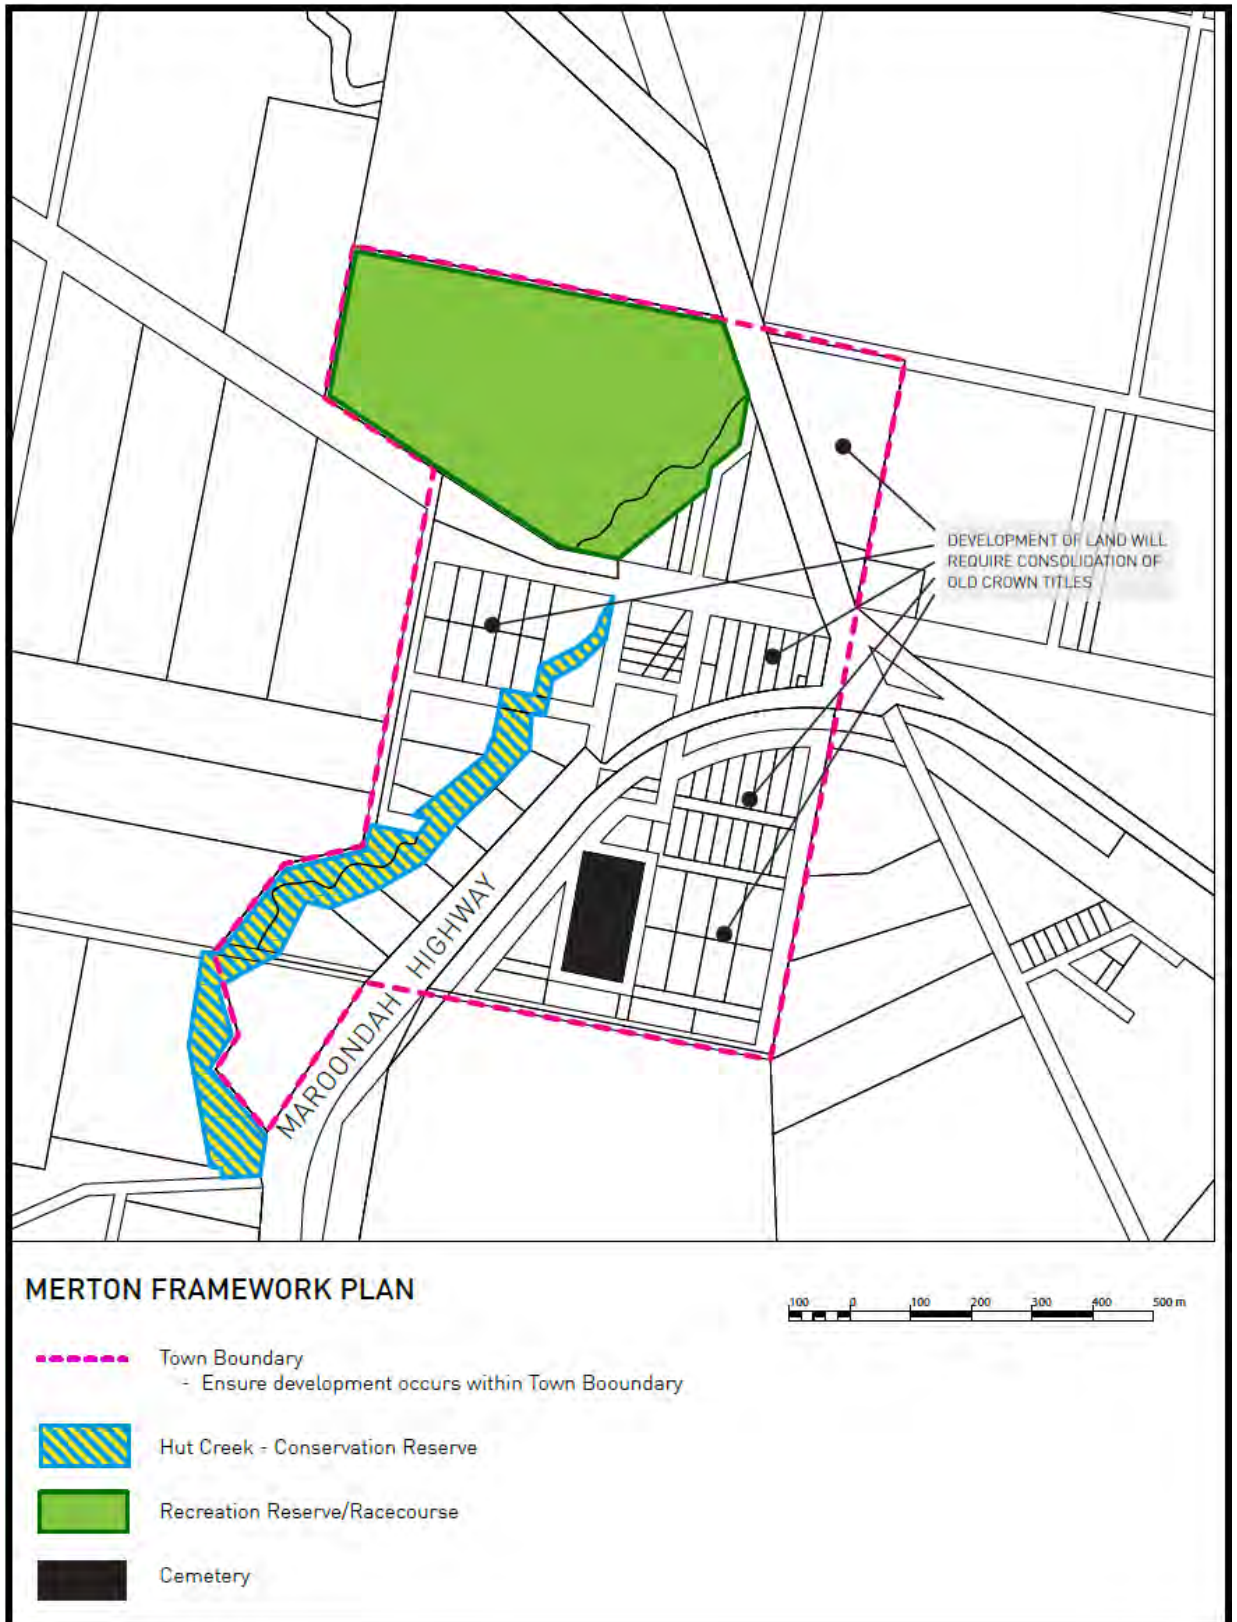 DEVELOPMENT OF LAND WILL
REQUIRE CONSOLIDATION OF
OLD CROWN TITLES
MAROONDAH HIGHWAY
MERTON FRAMEWORK PLAN
100 0 100 200 300 400 500 m
Town Boundary
- Ensure development occurs within Town Booundary
Hut Creek - Conservation Reserve
Recreation Reserve/Racecourse
Cemetery